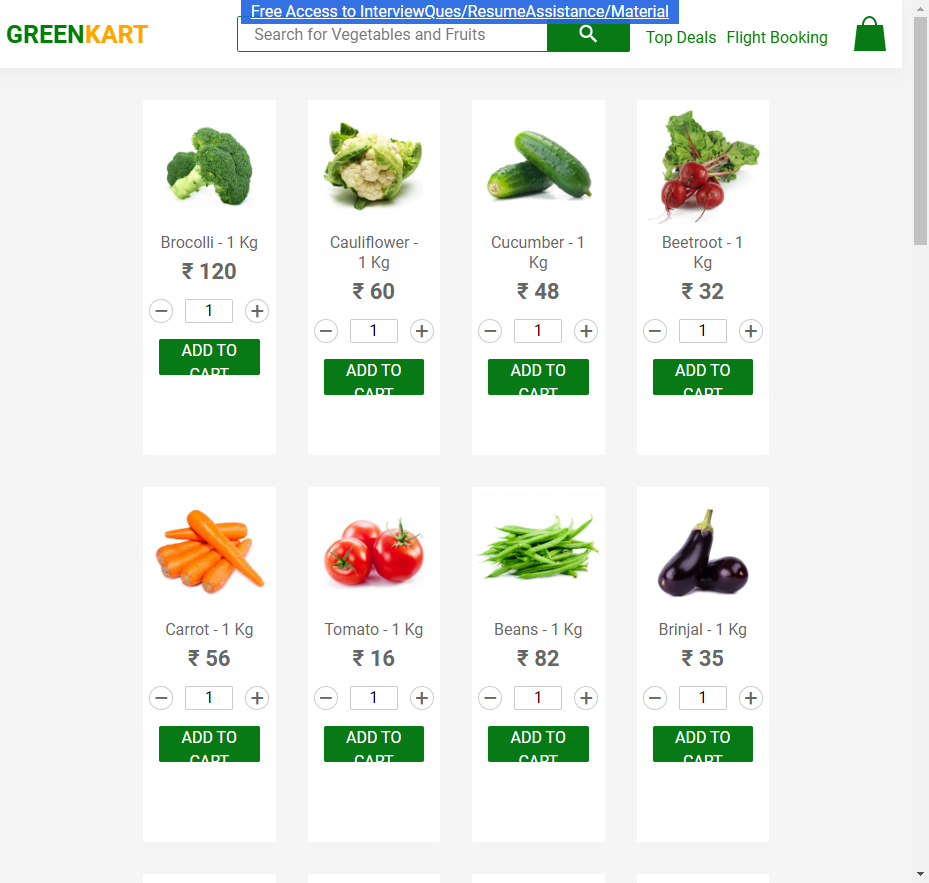 Free Access to InterviewQues/ResumeAssistance/Material
GREENKART
Search for Vegetables and Fruits
Top Deals Flight Booking
Brocolli - 1 Kg
₹ 120
1
ADD TO
CART
Cauliflower -
1 Kg
₹ 60
1
ADD TO
CART
Cucumber - 1
Kg
₹ 48
1
ADD TO
CART
Beetroot - 1
Kg
₹ 32
1
ADD TO
CART
Carrot - 1 Kg
₹ 56
1
ADD TO
CART
Tomato - 1 Kg
₹ 16
1
ADD TO
CART
Beans - 1 Kg
₹ 82
1
ADD TO
CART
Brinjal - 1 Kg
₹ 35
1
ADD TO
CART